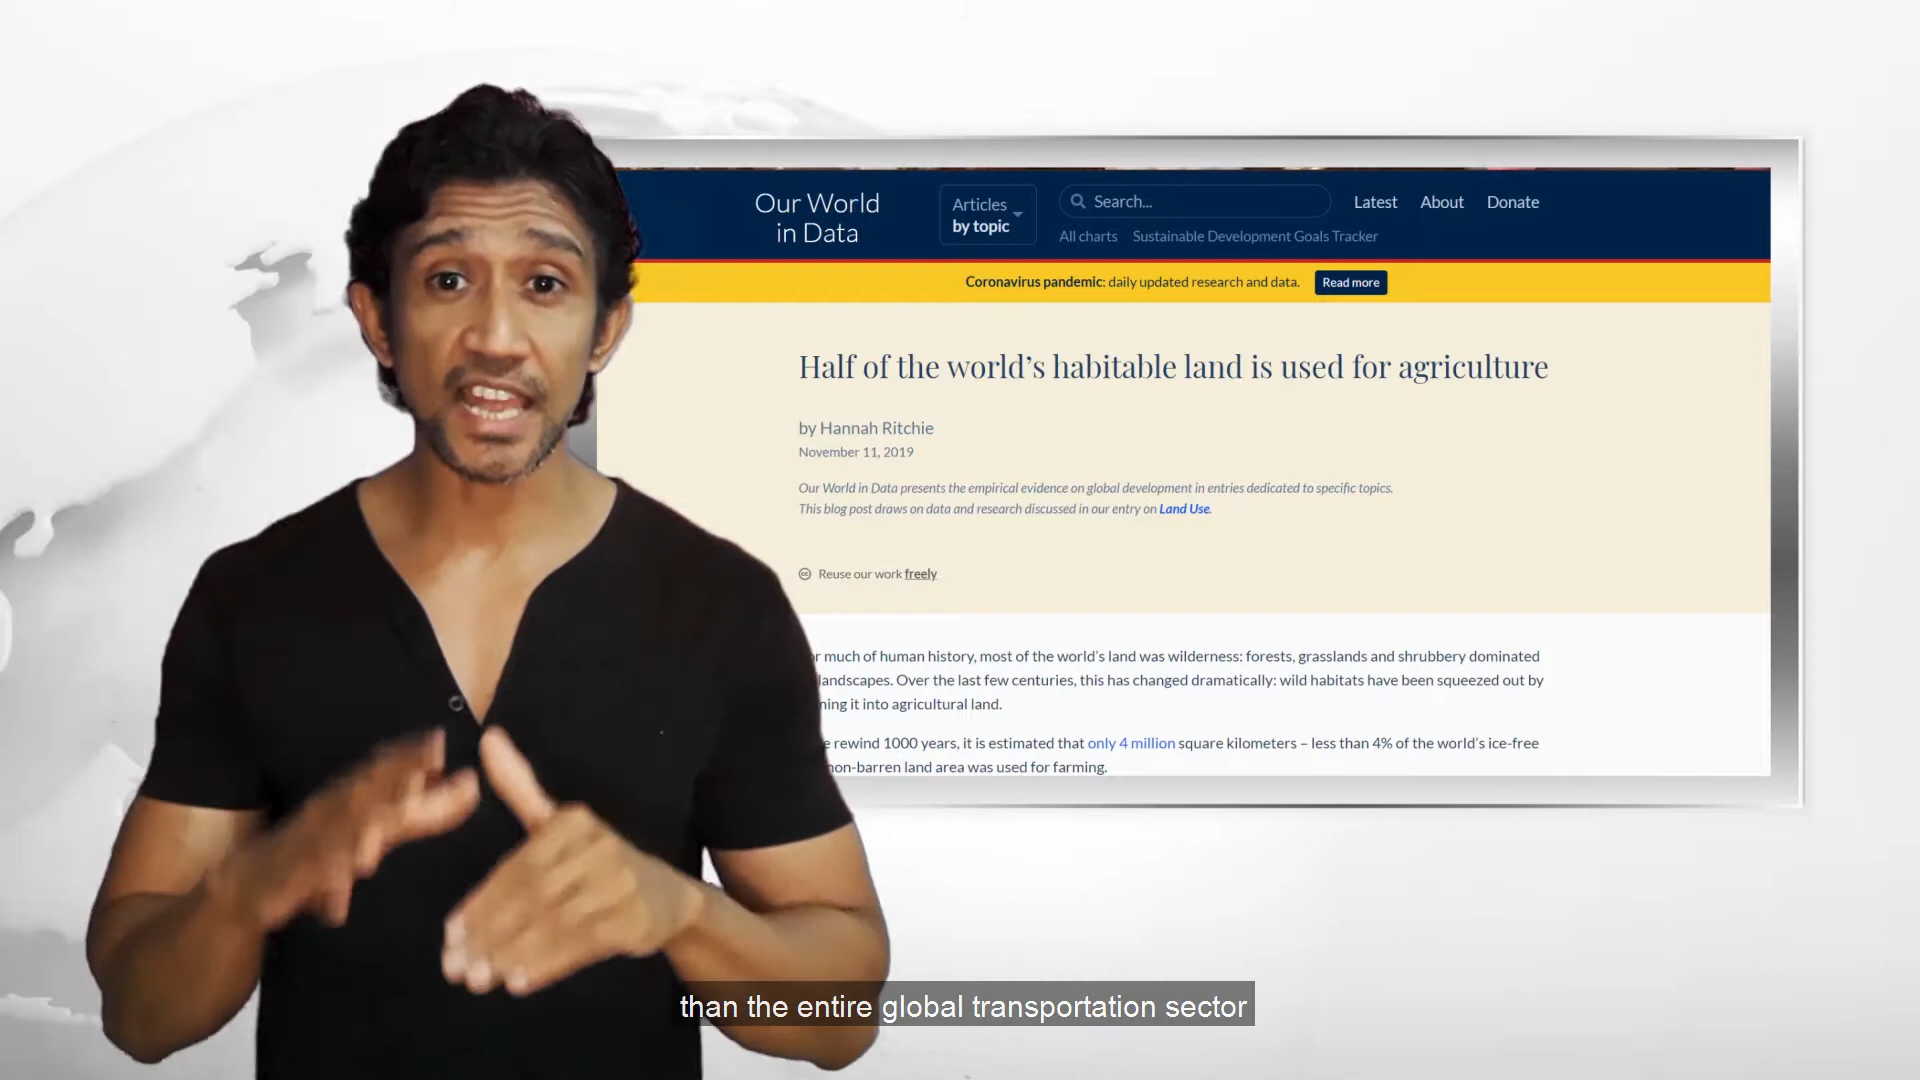 Our World
in Data
Articles
by topic
Search...
Latest
About
Donate
All charts
Sustainable Development Goals Tracker
Coronavirus pandemic: daily updated research and data.
Read more
Half of the world's habitable land is used for agriculture
by Hannah Ritchie
November 11, 2019
Our World in Data presents the empirical evidence on global development in entries dedicated to specific topics.
This blog post draws on data and research discussed in our entry on Land Use.
Reuse our work freely
much of human history, most of the world's land was wilderness: forests, grasslands and shrubbery dominated
landscapes. Over the last few centuries, this has changed dramatically: wild habitats have been squeezed out by
it into agricultural land.
rewind 1000 years, it is estimated that only 4 million square kilometers – less than 4% of the world's ice-free
non-barren land area was used for farming.
than the entire global transportation sector